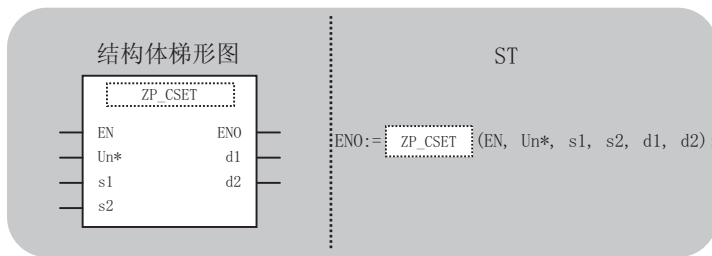 结构体梯形图
ZP_CSET
EN ENO
Un* d1
s1 d2
s2
ST
ENO:= ZP_CSET (EN, Un*, s1, s2, d1, d2)